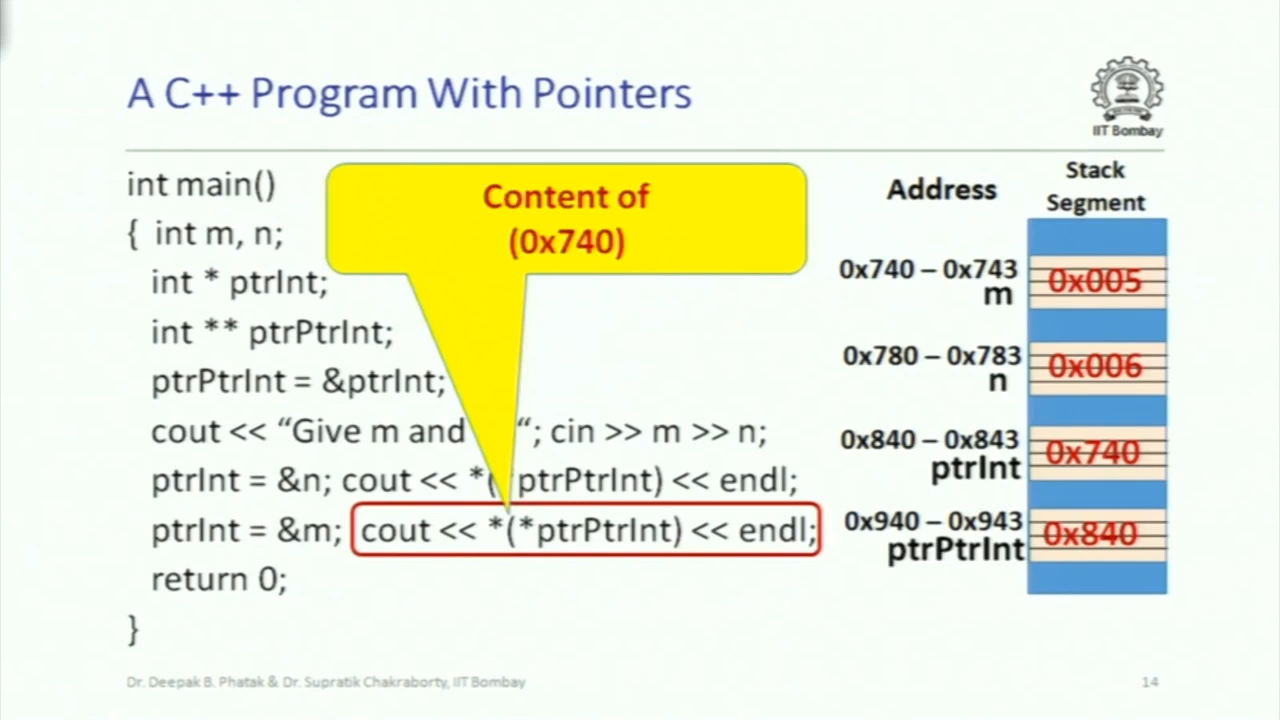 A C++ Program With Pointers
IIT Bombay
int main()
{ int m, n;
int * ptrInt;
int ** ptrPtrInt;
ptrPtrInt = &ptrInt;
cout << “Give m and “; cin >> m >> n;
ptrInt = &n; cout << *( ptrPtrInt) << endl;
ptrInt = &m; cout << *(*ptrPtrInt) << endl;
return 0;
}
Content of
(0x740)
Address
Stack
Segment
0x740 – 0x743
m
0x005
0x780 – 0x783
n
0x006
0x840 – 0x843
ptrInt
0x740
0x940 – 0x943
ptrPtrInt
0x840
Dr. Deepak B. Phatak & Dr. Supratik Chakraborty, IIT Bombay
14